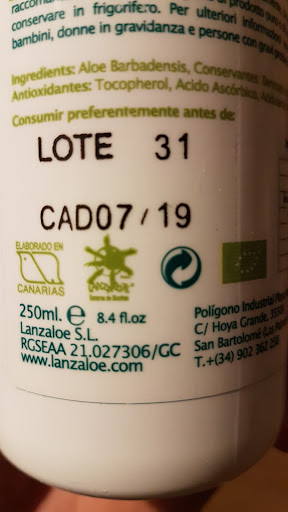 conservare in frigorifero. Per ulteriori informazioni
bambini, donne in gravidanza e persone con gravi
Ingredients: Aloe Barbadensis, Conservantes:
Antioxidantes: Tocopherol, Acido Ascórbico,
Consumir preferentemente antes de:
LOTE 31
CAD07/19
ELABORADO EN
CANARIAS
250ml. e 8.4 fl.oz
Lanzaloe S.L.
RGSEAA 21.027306/GC
www.lanzaloe.com
Polígono Industrial
C/ Hoya Grande,
San Bartolomé
T.+(34) 902 362